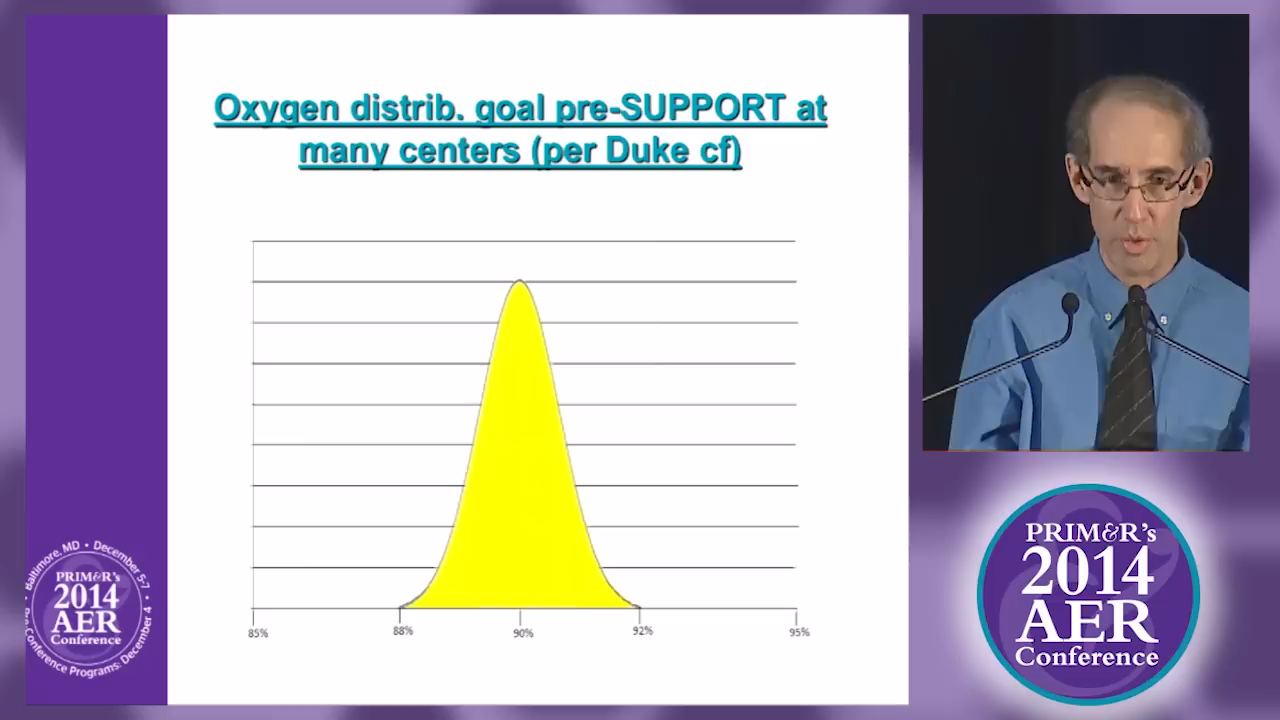 Oxygen distrib. goal pre-SUPPORT at
many centers (per Duke cf)
85%
88%
90%
92%
95%
Baltimore, MD • December 5-7 •
PRIM&R's
2014
AER
Conference
Conference Programs: December 4
PRIM&R's
2014
AER
Conference